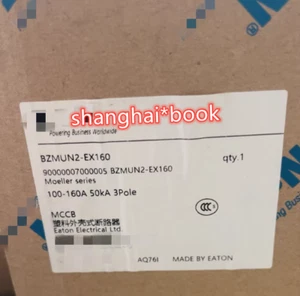 shanghai*book
Powering Business Worldwide
BZMUN2-EX160
qty.1
9000000700005 BZMUN2-EX160
Moeller series
100-160A 50kA 3Pole
MCCB
塑料外壳式断路器
Eaton Electrical Ltd
AQ76I
MADE BY EATON